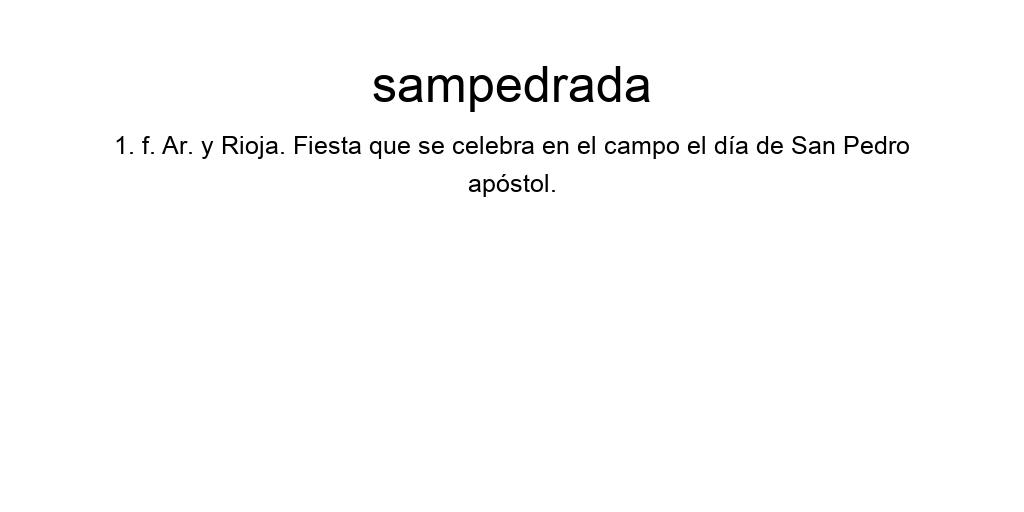 sampedrada
1. f. Ar. y Rioja. Fiesta que se celebra en el campo el día de San Pedro
apóstol.